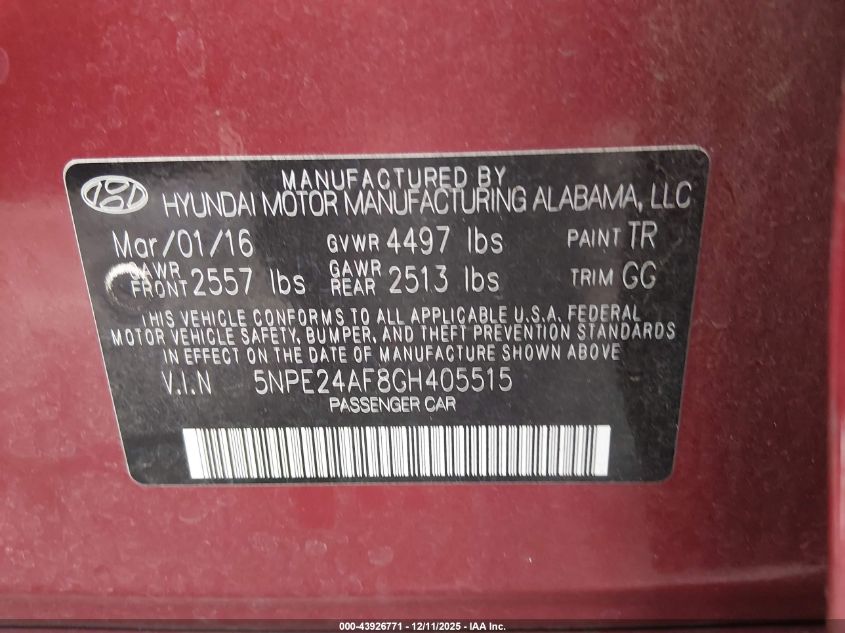 MANUFACTURED BY
HYUNDAI MOTOR MANUFACTURING ALABAMA, LLC
Mar/01/16 GVWR 4497 lbs PAINT TR
GAWR FRONT 2557 lbs GAWR REAR 2513 lbs TRIM GG
THIS VEHICLE CONFORMS TO ALL APPLICABLE U.S.A. FEDERAL
MOTOR VEHICLE SAFETY, BUMPER, AND THEFT PREVENTION STANDARDS
IN EFFECT ON THE DATE OF MANUFACTURE SHOWN ABOVE
V.I.N 5NPE24AF8GH405515
PASSENGER CAR
000-43926771 - 12/11/2025 - IAA Inc.